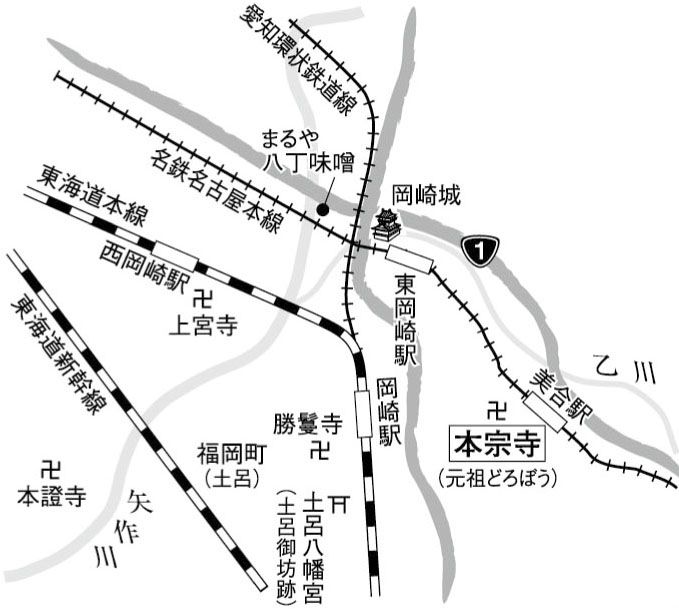 愛知環状鉄道線
まるや
八丁味噌
名鉄名古屋本線
岡崎城
1
東海道本線
西岡崎駅
卍
上宮寺
東岡崎駅
東海道新幹線
乙川
美合駅
岡崎駅
卍
本宗寺
(元祖どろぼう)
勝鬘寺
卍
福岡町
(土呂)
卍
本證寺
矢作川
土呂八幡宮
(土呂御坊跡)